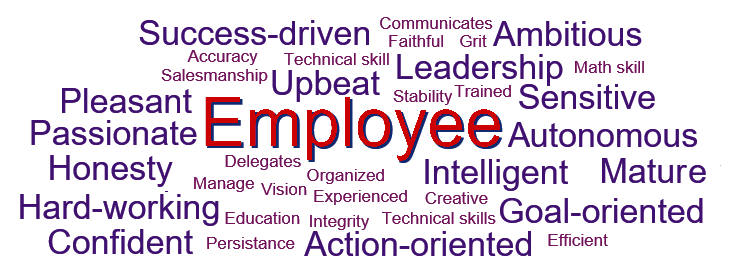 Communicates
Success-driven Faithful Grit Ambitious
Accuracy Technical skill Leadership Math skill
Salesmanship Upbeat
Pleasant Stability Trained Sensitive
Passionate Employee Autonomous
Honesty Delegates Organized Intelligent Mature
Manage Vision Experienced Creative
Hard-working Education Integrity Technical skills Goal-oriented
Confident Persistance Action-oriented Efficient